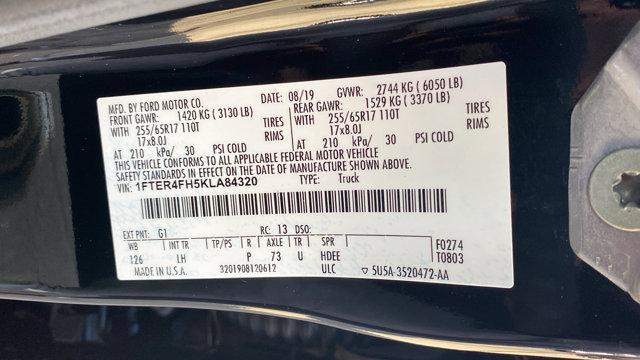 MFD. BY FORD MOTOR CO. DATE: 08/19 GVWR: 2744 KG ( 6050 LB)
FRONT GAWR: 1420 KG ( 3130 LB) REAR GAWR: 1529 KG ( 3370 LB)
WITH 255/65R17 110T TIRES WITH 255/65R17 110T TIRES
17x8.0J RIMS 17x8.0J RIMS
AT 210 kPa/ 30 PSI COLD AT 210 kPa/ 30 PSI COLD
THIS VEHICLE CONFORMS TO ALL APPLICABLE FEDERAL MOTOR VEHICLE
SAFETY STANDARDS IN EFFECT ON THE DATE OF MANUFACTURE SHOWN ABOVE.
VIN: 1FTER4FH5KLA84320 TYPE: Truck
EXT PNT: G1 RC: 13 DSO:
WB INT TR TP/PS R AXLE TR SPR F0274
126 LH P 73 U HDEE T0803
MADE IN U.S.A. 3201908120612 ULC 5U5A-3520472-AA